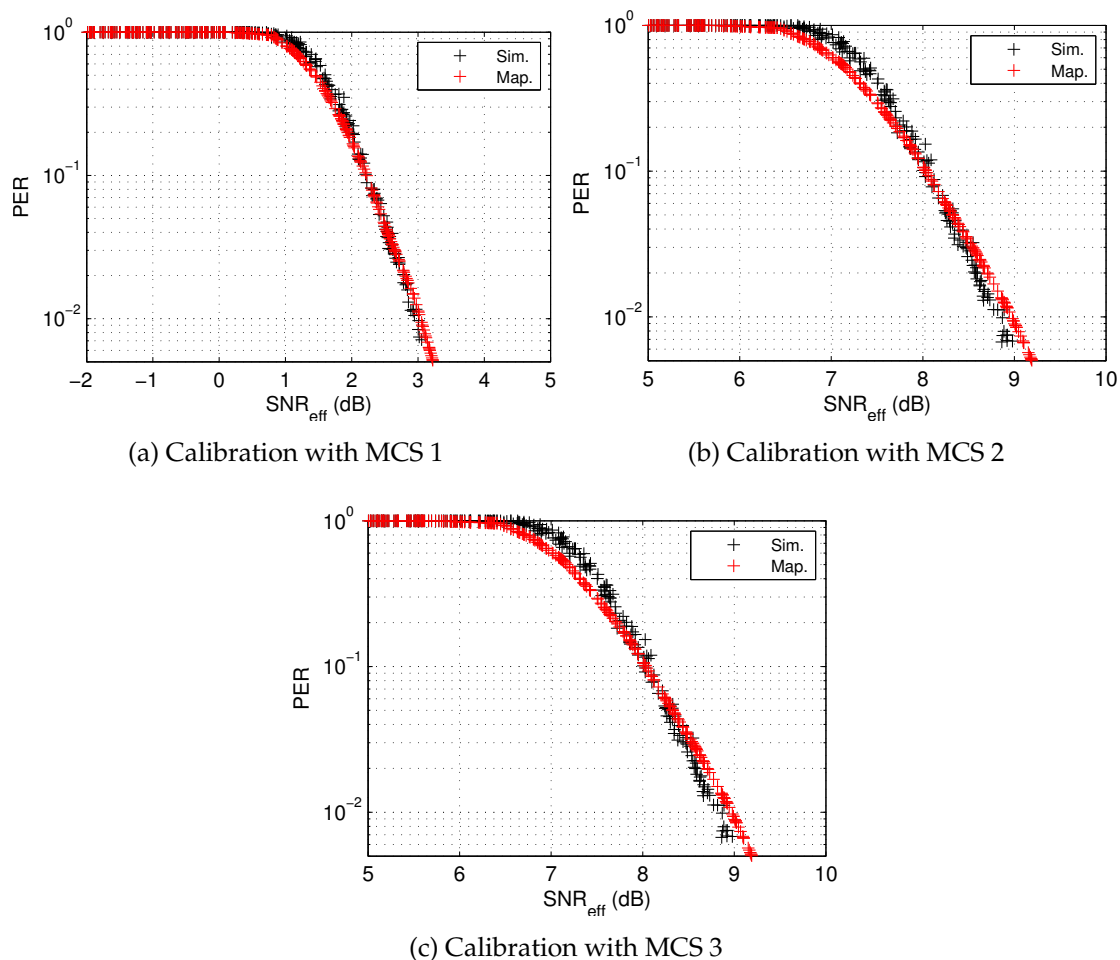 10^0
10^-1
10^-2
PER
Sim.
Map.
−2 −1 0 1 2 3 4 5
SNR_eff (dB)
(a) Calibration with MCS 1
10^0
10^-1
10^-2
PER
Sim.
Map.
5 6 7 8 9 10
SNR_eff (dB)
(b) Calibration with MCS 2
10^0
10^-1
10^-2
PER
Sim.
Map.
5 6 7 8 9 10
SNR_eff (dB)
(c) Calibration with MCS 3